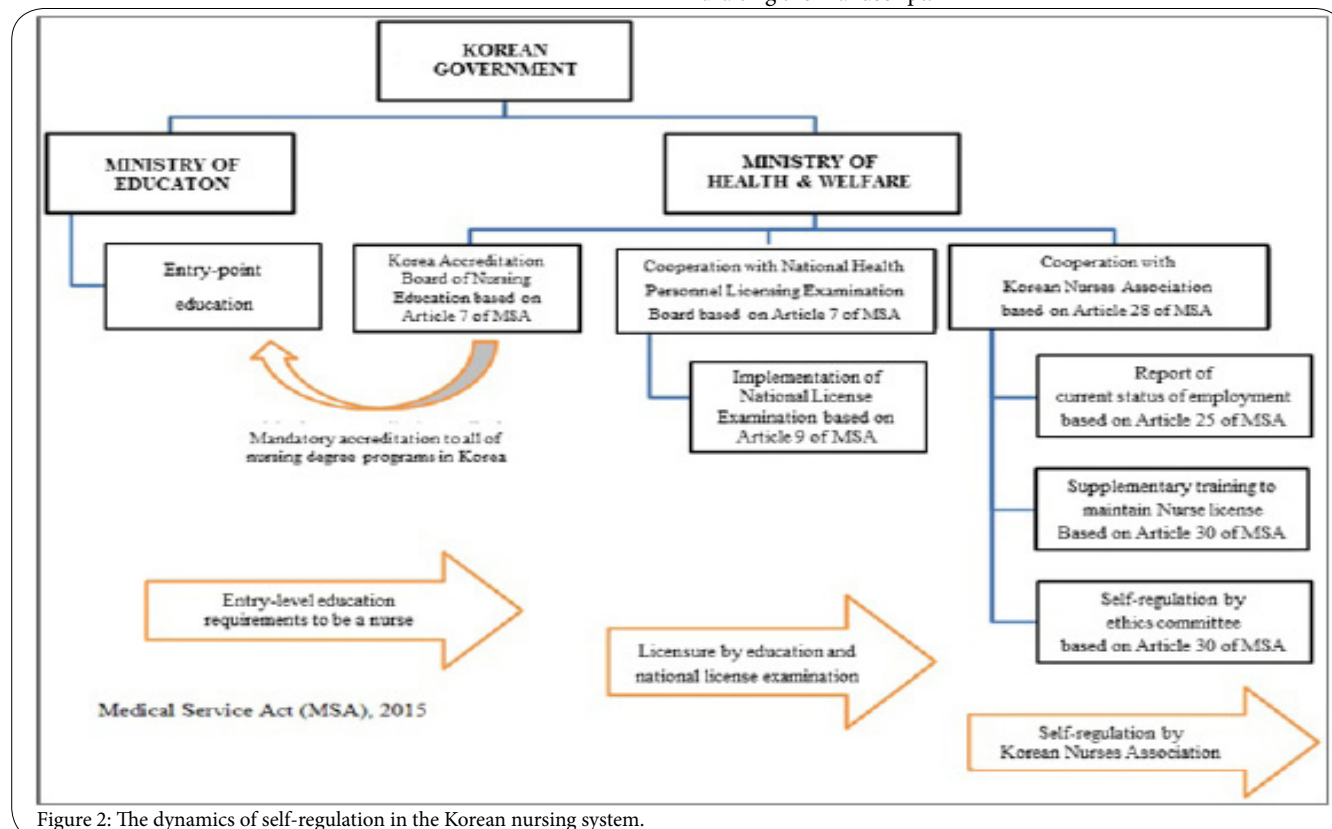 KOREAN
GOVERNMENT
MINISTRY OF
EDUCATON
MINISTRY OF
HEALTH & WELFARE
Entry-point
education
Korea Accreditation
Board of Nursing
Education based on
Article 7 of MSA
Cooperation with National Health
Personnel Licensing Examination
Board based on Article 7 of MSA
Cooperation with
Korean Nurses Association
based on Article 28 of MSA
Implementation of
National License
Examination based on
Article 9 of MSA
Report of
current status of employment
based on Article 25 of MSA
Mandatory accreditation to all of
nursing degree programs in Korea
Supplementary training to
maintain Nurse license
Based on Article 30 of MSA
Self-regulation by
ethics committee
based on Article 30 of MSA
Entry-level education
requirements to be a nurse
Licensure by education and
national license examination
Self-regulation by
Korean Nurses Association
Medical Service Act (MSA), 2015
Figure 2: The dynamics of self-regulation in the Korean nursing system.